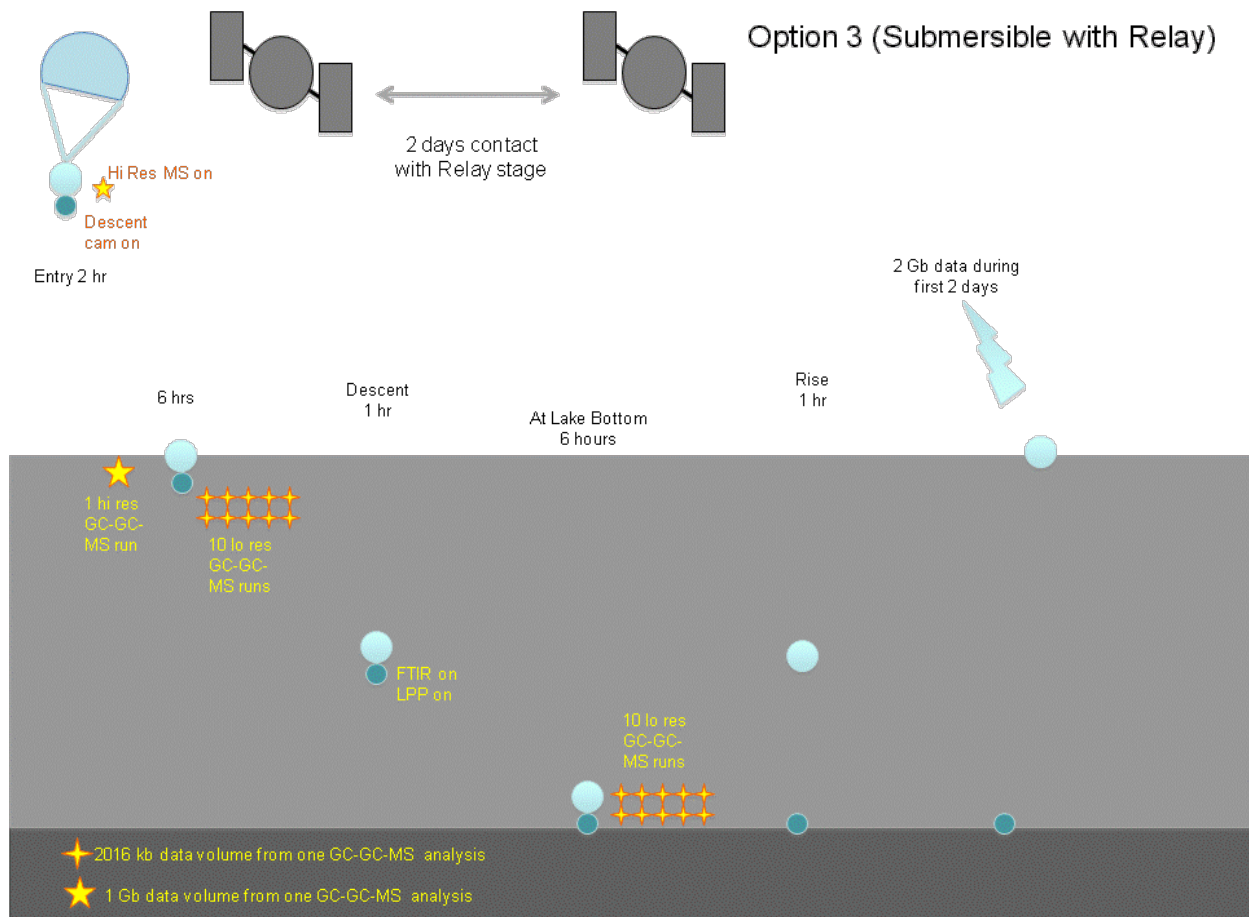 Option 3 (Submersible with Relay)
2 days contact
with Relay stage
Hi Res MS on
Descent
cam on
Entry 2 hr
2 Gb data during
first 2 days
6 hrs
Descent
1 hr
At Lake Bottom
6 hours
Rise
1 hr
1 hi res
GC-GC-
MS run
10 lo res
GC-GC-
MS runs
FTIR on
LPP on
10 lo res
GC-GC-
MS runs
2016 kb data volume from one GC-GC-MS analysis
1 Gb data volume from one GC-GC-MS analysis